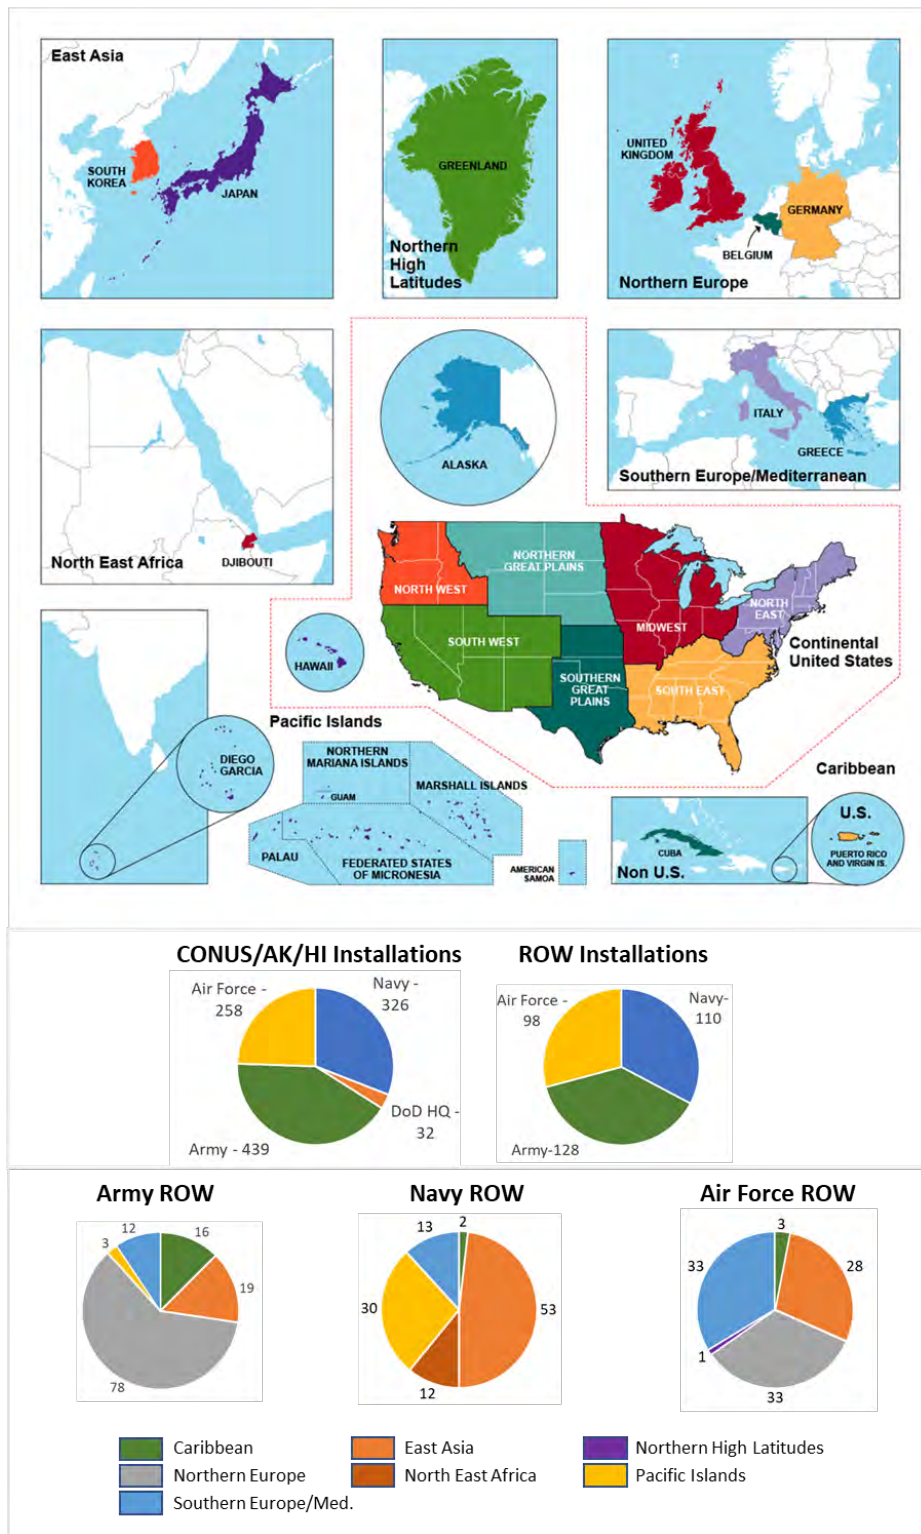 East Asia
SOUTH
KOREA
JAPAN
GREENLAND
Northern
High
Latitudes
UNITED
KINGDOM
GERMANY
BELGIUM
Northern Europe
North East Africa
DJIBOUTI
ALASKA
ITALY
GREECE
Southern Europe/Mediterranean
NORTH WEST
NORTHERN
GREAT PLAINS
MIDWEST
NORTH
EAST
SOUTH WEST
SOUTHERN
GREAT
PLAINS
SOUTH EAST
Continental
United States
HAWAII
Pacific Islands
DIEGO
GARCIA
NORTHERN
MARIANA ISLANDS
GUAM
MARSHALL ISLANDS
PALAU
FEDERATED STATES
OF MICRONESIA
AMERICAN
SAMOA
Caribbean
CUBA
Non U.S.
U.S.
PUERTO RICO
AND VIRGIN IS.
CONUS/AK/HI Installations
Air Force -
258
Navy -
326
DoD HQ -
32
Army - 439
ROW Installations
Air Force -
98
Navy-
110
Army-128
Army ROW
12
16
3
19
78
Navy ROW
13
2
30
53
12
Air Force ROW
3
33
28
1
33
Caribbean
East Asia
Northern High Latitudes
Northern Europe
North East Africa
Pacific Islands
Southern Europe/Med.